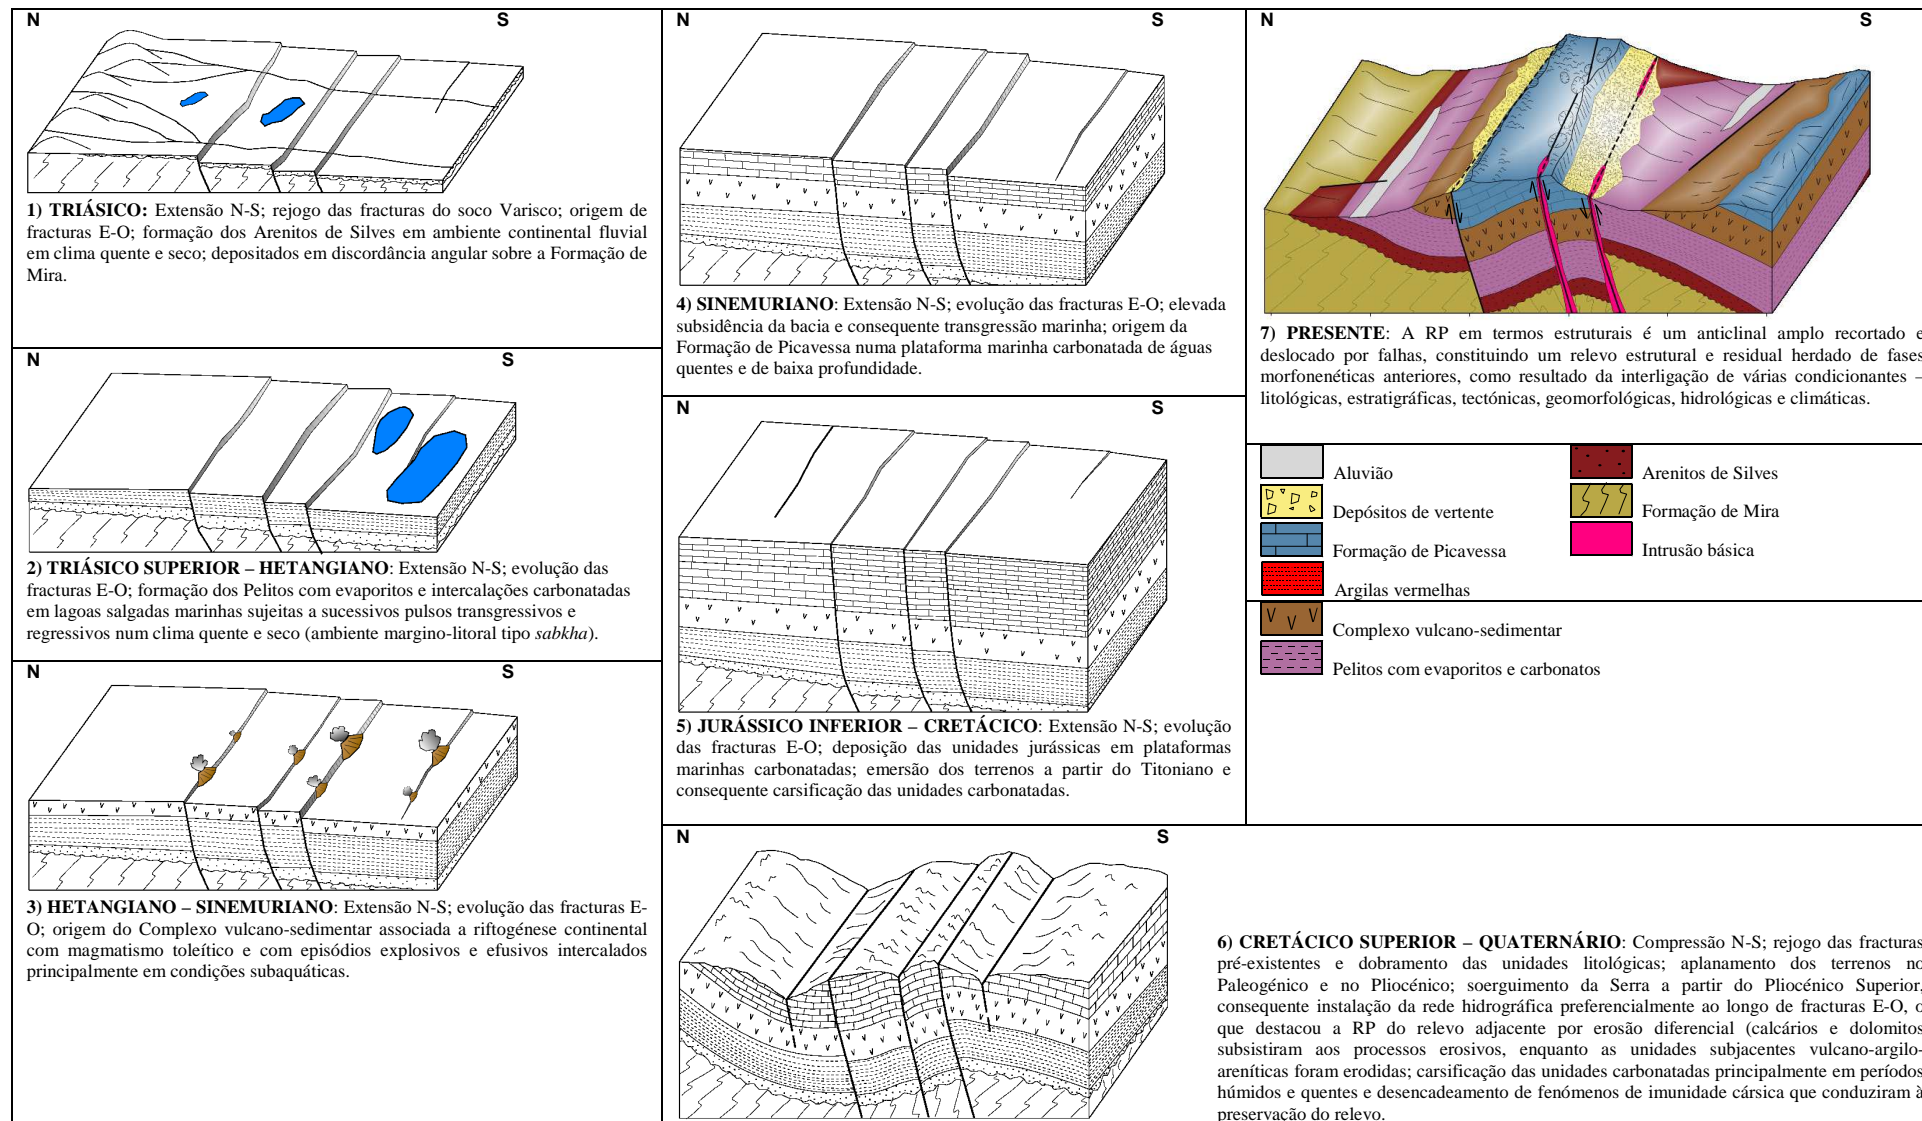 N S
1) TRIÁSICO: Extensão N-S; rejogo das fracturas do soco Varisco; origem de
fracturas E-O; formação dos Arenitos de Silves em ambiente continental fluvial
em clima quente e seco; depositados em discordância angular sobre a Formação de
Mira.
N S
2) TRIÁSICO SUPERIOR – HETANGIANO: Extensão N-S; evolução das
fracturas E-O; formação dos Pelitos com evaporitos e intercalações carbonatadas
em lagoas salgadas marinhas sujeitas a sucessivos pulsos transgressivos e
regressivos num clima quente e seco (ambiente margino-litoral tipo sabkha).
N S
3) HETANGIANO – SINEMURIANO: Extensão N-S; evolução das fracturas E-
O; origem do Complexo vulcano-sedimentar associada a riftogénese continental
com magmatismo toleítico e com episódios explosivos e efusivos intercalados
principalmente em condições subaquáticas.
N S
4) SINEMURIANO: Extensão N-S; evolução das fracturas E-O; elevada
subsidência da bacia e consequente transgressão marinha; origem da
Formação de Picavessa numa plataforma marinha carbonatada de águas
quentes e de baixa profundidade.
N S
5) JURÁSSICO INFERIOR – CRETÁCICO: Extensão N-S; evolução
das fracturas E-O; deposição das unidades jurássicas em plataformas
marinhas carbonatadas; emersão dos terrenos a partir do Titoniano e
consequente carsificação das unidades carbonatadas.
N S
6) CRETÁCICO SUPERIOR – QUATERNÁRIO: Compressão N-S; rejogo das fracturas
pré-existentes e dobramento das unidades litológicas; aplanamento dos terrenos no
Paleogénico e no Pliocénico; soerguimento da Serra a partir do Pliocénico Superior,
consequente instalação da rede hidrográfica preferencialmente ao longo de fracturas E-O, o
que destacou a RP do relevo adjacente por erosão diferencial (calcários e dolomitos
subsistiram aos processos erosivos, enquanto as unidades subjacentes vulcano-argilo-
areníticas foram erodidas; carsificação das unidades carbonatadas principalmente em períodos
húmidos e quentes e desencadeamento de fenómenos de imunidade cársica que conduziram à
preservação do relevo.
N S
7) PRESENTE: A RP em termos estruturais é um anticlinal amplo recortado e
deslocado por falhas, constituindo um relevo estrutural e residual herdado de fases
morfonenéticas anteriores, como resultado da interligação de várias condicionantes –
litológicas, estratigráficas, tectónicas, geomorfológicas, hidrológicas e climáticas.
Aluvião
Depósitos de vertente
Formação de Picavessa
Argilas vermelhas
Complexo vulcano-sedimentar
Pelitos com evaporitos e carbonatos
Arenitos de Silves
Formação de Mira
Intrusão básica